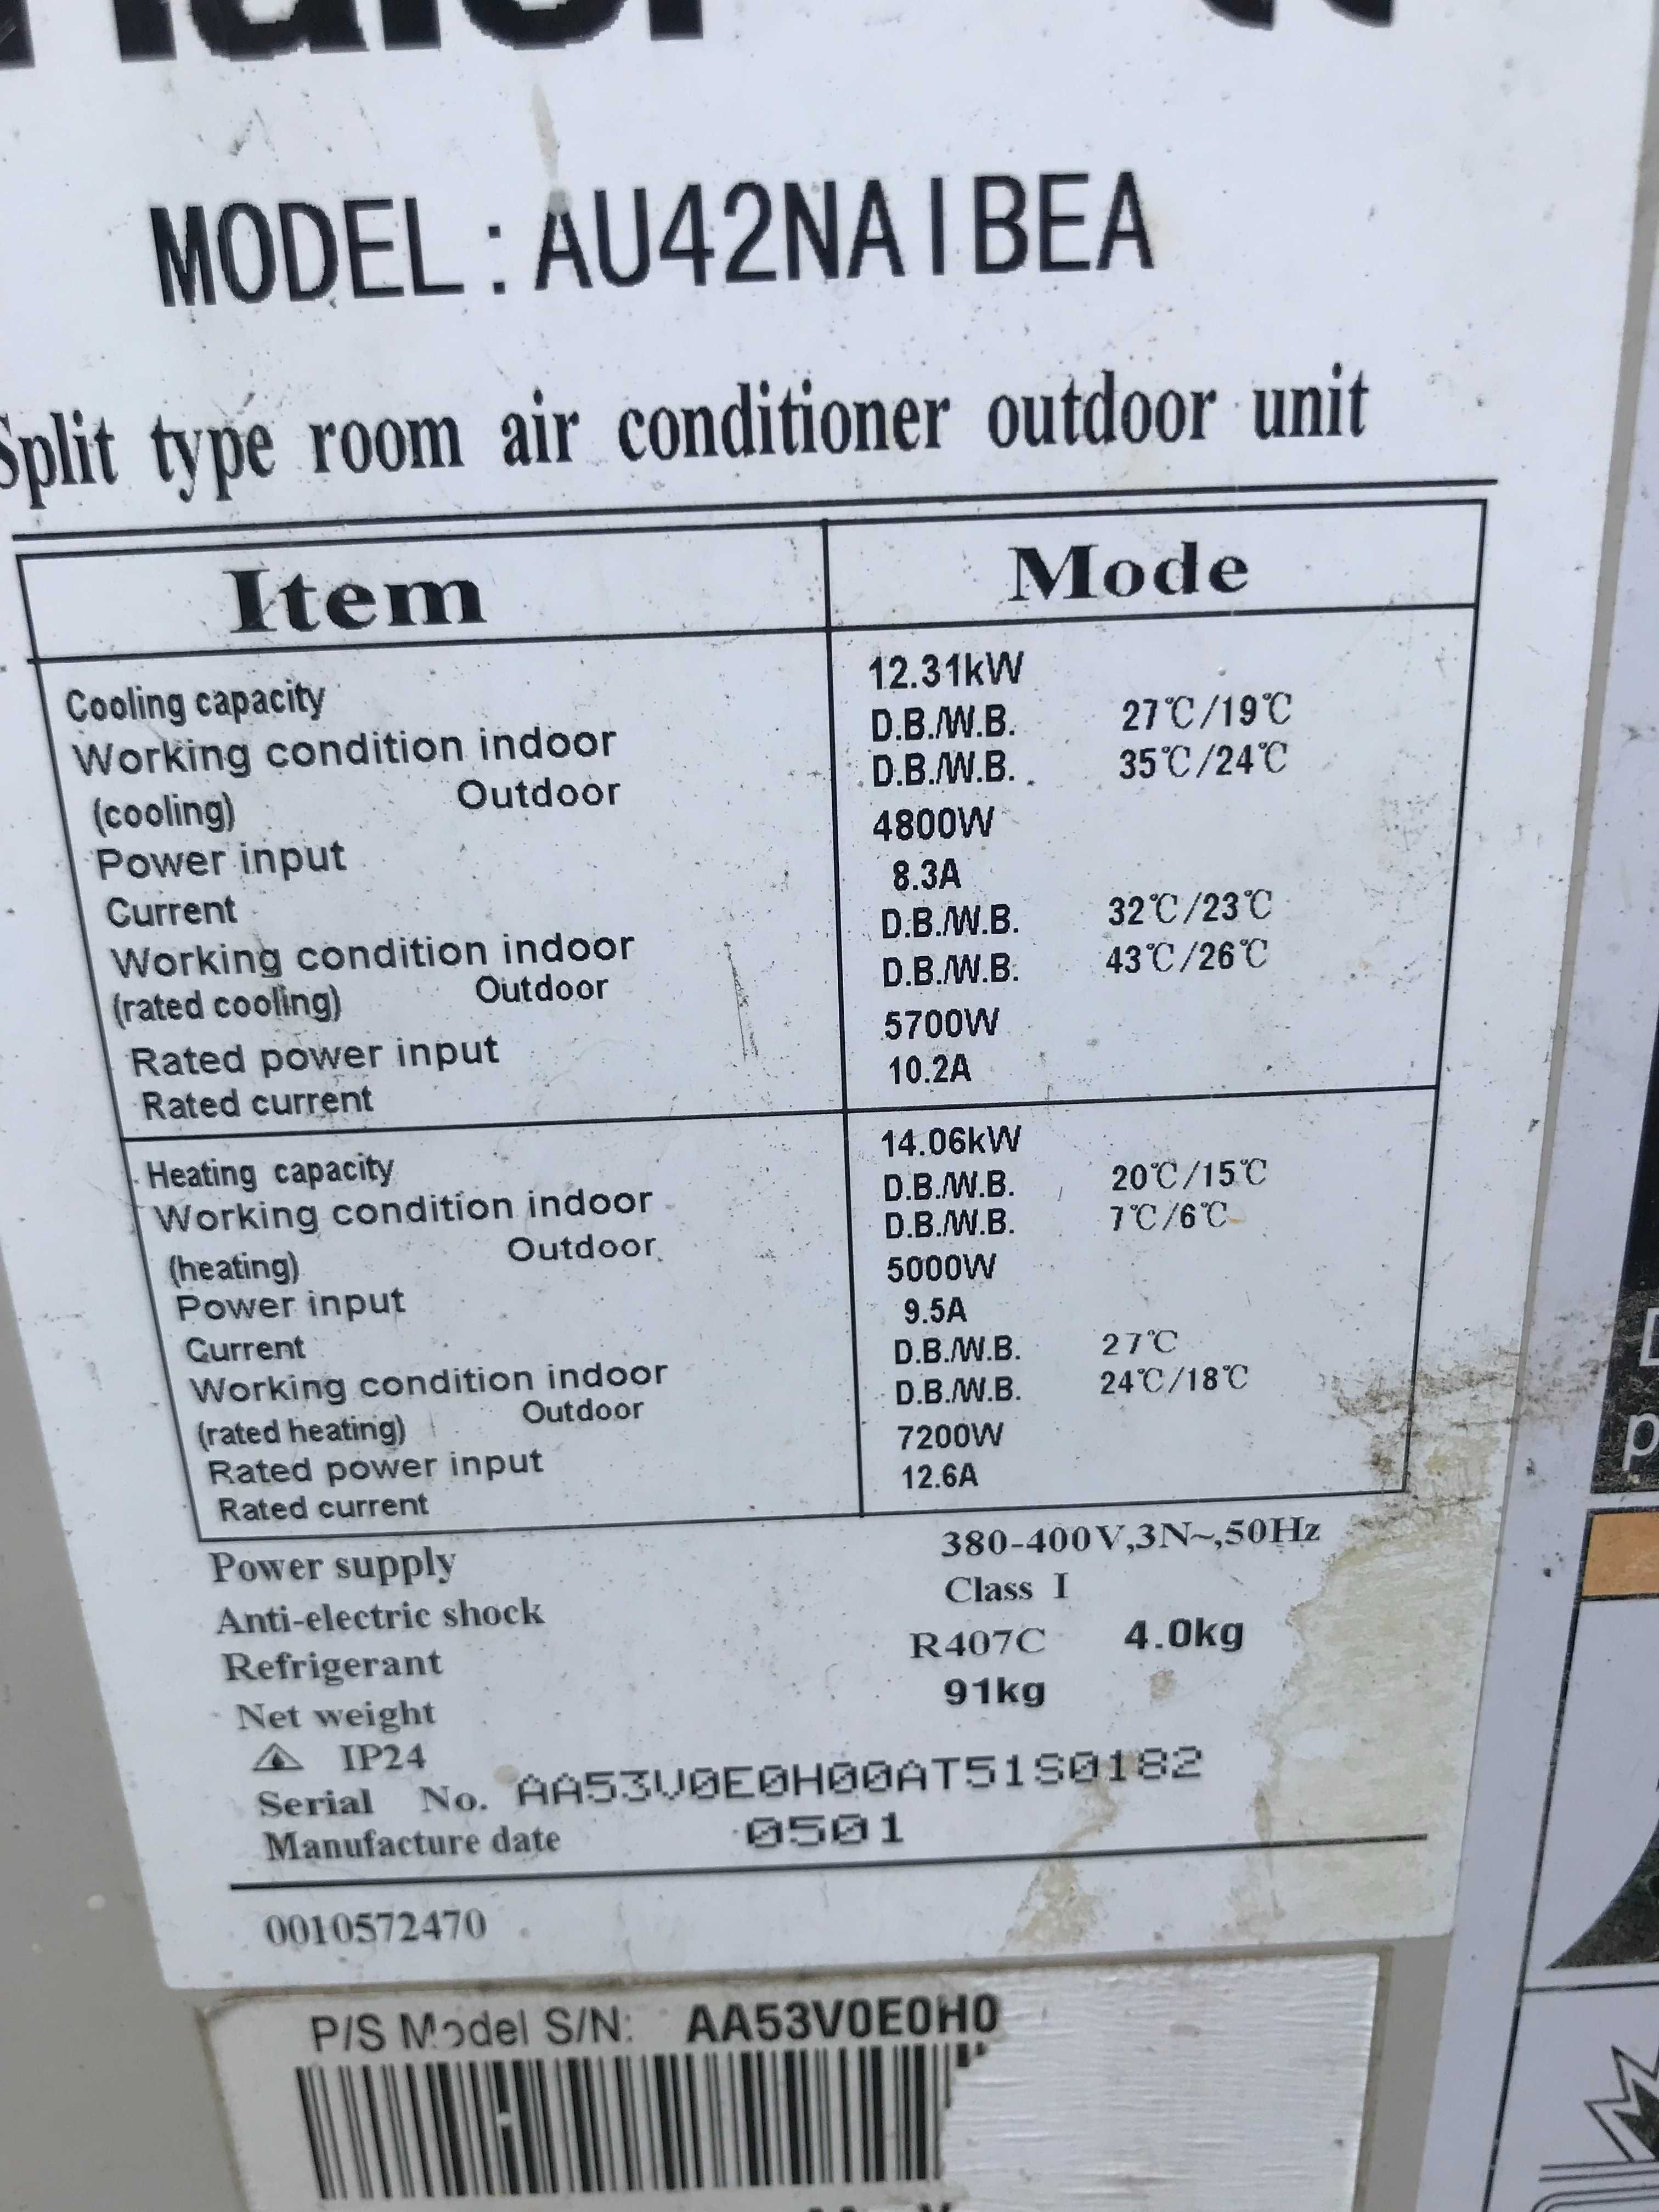 Haier
MODEL:AU42NAIBEA
Split type room air conditioner outdoor unit
Item Mode
Cooling capacity 12.31kW
Working condition indoor D.B./W.B. 27℃/19℃
(cooling) Outdoor D.B./W.B. 35℃/24℃
Power input 4800W
Current 8.3A
Working condition indoor D.B./W.B. 32℃/23℃
(rated cooling) Outdoor D.B./W.B. 43℃/26℃
Rated power input 5700W
Rated current 10.2A
Heating capacity 14.06kW
Working condition indoor D.B./W.B. 20℃/15℃
(heating) Outdoor D.B./W.B. 7℃/6℃
Power input 5000W
Current 9.5A
Working condition indoor D.B./W.B. 27℃
(rated heating) Outdoor D.B./W.B. 24℃/18℃
Rated power input 7200W
Rated current 12.6A
Power supply 380-400V,3N~,50Hz
Anti-electric shock Class I
Refrigerant R407C 4.0kg
Net weight 91kg
IP24
Serial No. AA53V0E0H00AT51S0182
Manufacture date 0501
0010572470
P/S Model S/N: AA53V0E0H0